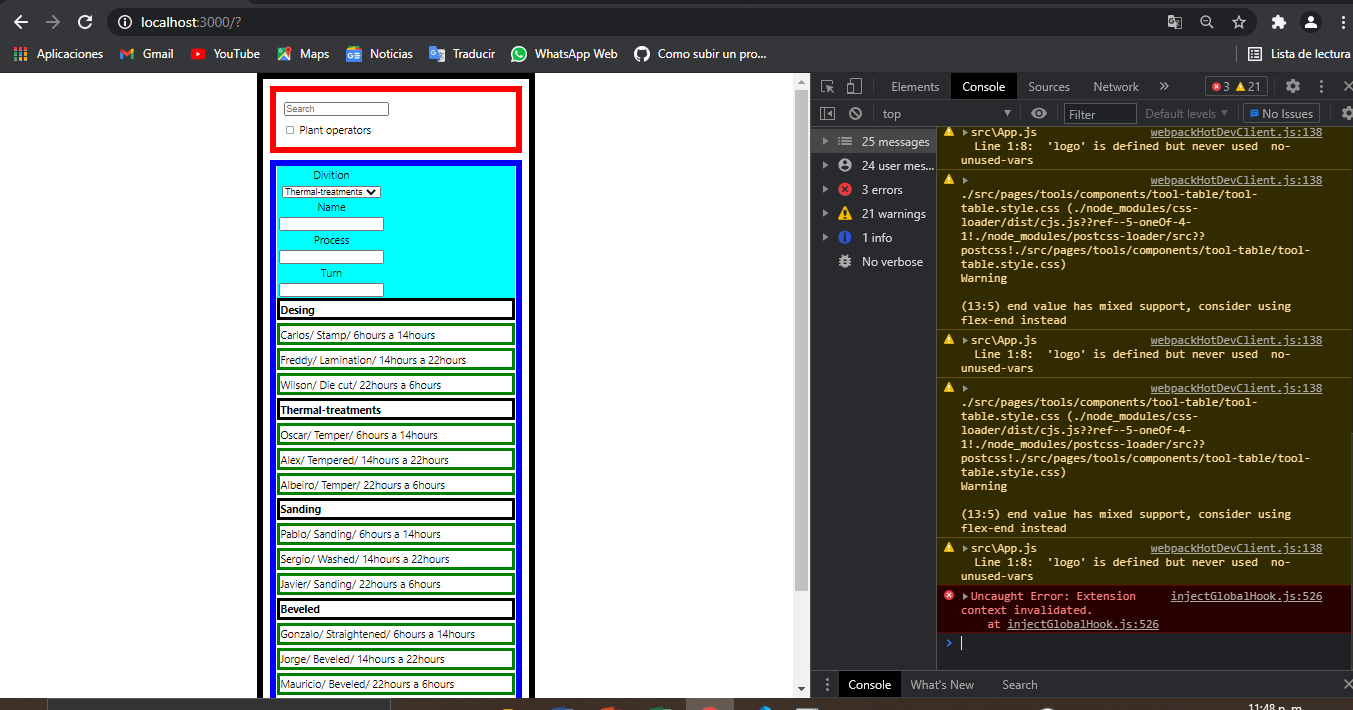 localhost:3000/?
Aplicaciones
Gmail
YouTube
Maps
Noticias
Traducir
WhatsApp Web
Como subir un pro...
Lista de lectura
Search
Plant operators
Divition
Thermal-treatments
Name
Process
Turn
Desing
Carlos/ Stamp/ 6hours a 14hours
Freddy/ Lamination/ 14hours a 22hours
Wilson/ Die cut/ 22hours a 6hours
Thermal-treatments
Oscar/ Temper/ 6hours a 14hours
Alex/ Tempered/ 14hours a 22hours
Albeiro/ Temper/ 22hours a 6hours
Sanding
Pablo/ Sanding/ 6hours a 14hours
Sergio/ Washed/ 14hours a 22hours
Javier/ Sanding/ 22hours a 6hours
Beveled
Gonzalo/ Straightened/ 6hours a 14hours
Jorge/ Beveled/ 14hours a 22hours
Mauricio/ Beveled/ 22hours a 6hours
Elements
Console
Sources
Network
3
21
top
Filter
Default levels
No Issues
25 messages
24 user mes...
3 errors
21 warnings
1 info
No verbose
src\App.js webpackHotDevClient.js:138
Line 1:8: 'logo' is defined but never used no-
unused-vars
webpackHotDevClient.js:138
./src/pages/tools/components/tool-table/tool-
table.style.css (./node_modules/css-
loader/dist/cjs.js??ref--5-oneOf-4-
1!./node_modules/postcss-loader/src??
postcss!./src/pages/tools/components/tool-table/tool-
table.style.css)
Warning
(13:5) end value has mixed support, consider using
flex-end instead
src\App.js webpackHotDevClient.js:138
Line 1:8: 'logo' is defined but never used no-
unused-vars
webpackHotDevClient.js:138
./src/pages/tools/components/tool-table/tool-
table.style.css (./node_modules/css-
loader/dist/cjs.js??ref--5-oneOf-4-
1!./node_modules/postcss-loader/src??
postcss!./src/pages/tools/components/tool-table/tool-
table.style.css)
Warning
(13:5) end value has mixed support, consider using
flex-end instead
src\App.js webpackHotDevClient.js:138
Line 1:8: 'logo' is defined but never used no-
unused-vars
Uncaught Error: Extension injectGlobalHook.js:526
context invalidated.
at injectGlobalHook.js:526
Console
What's New
Search
11:48 p. m.